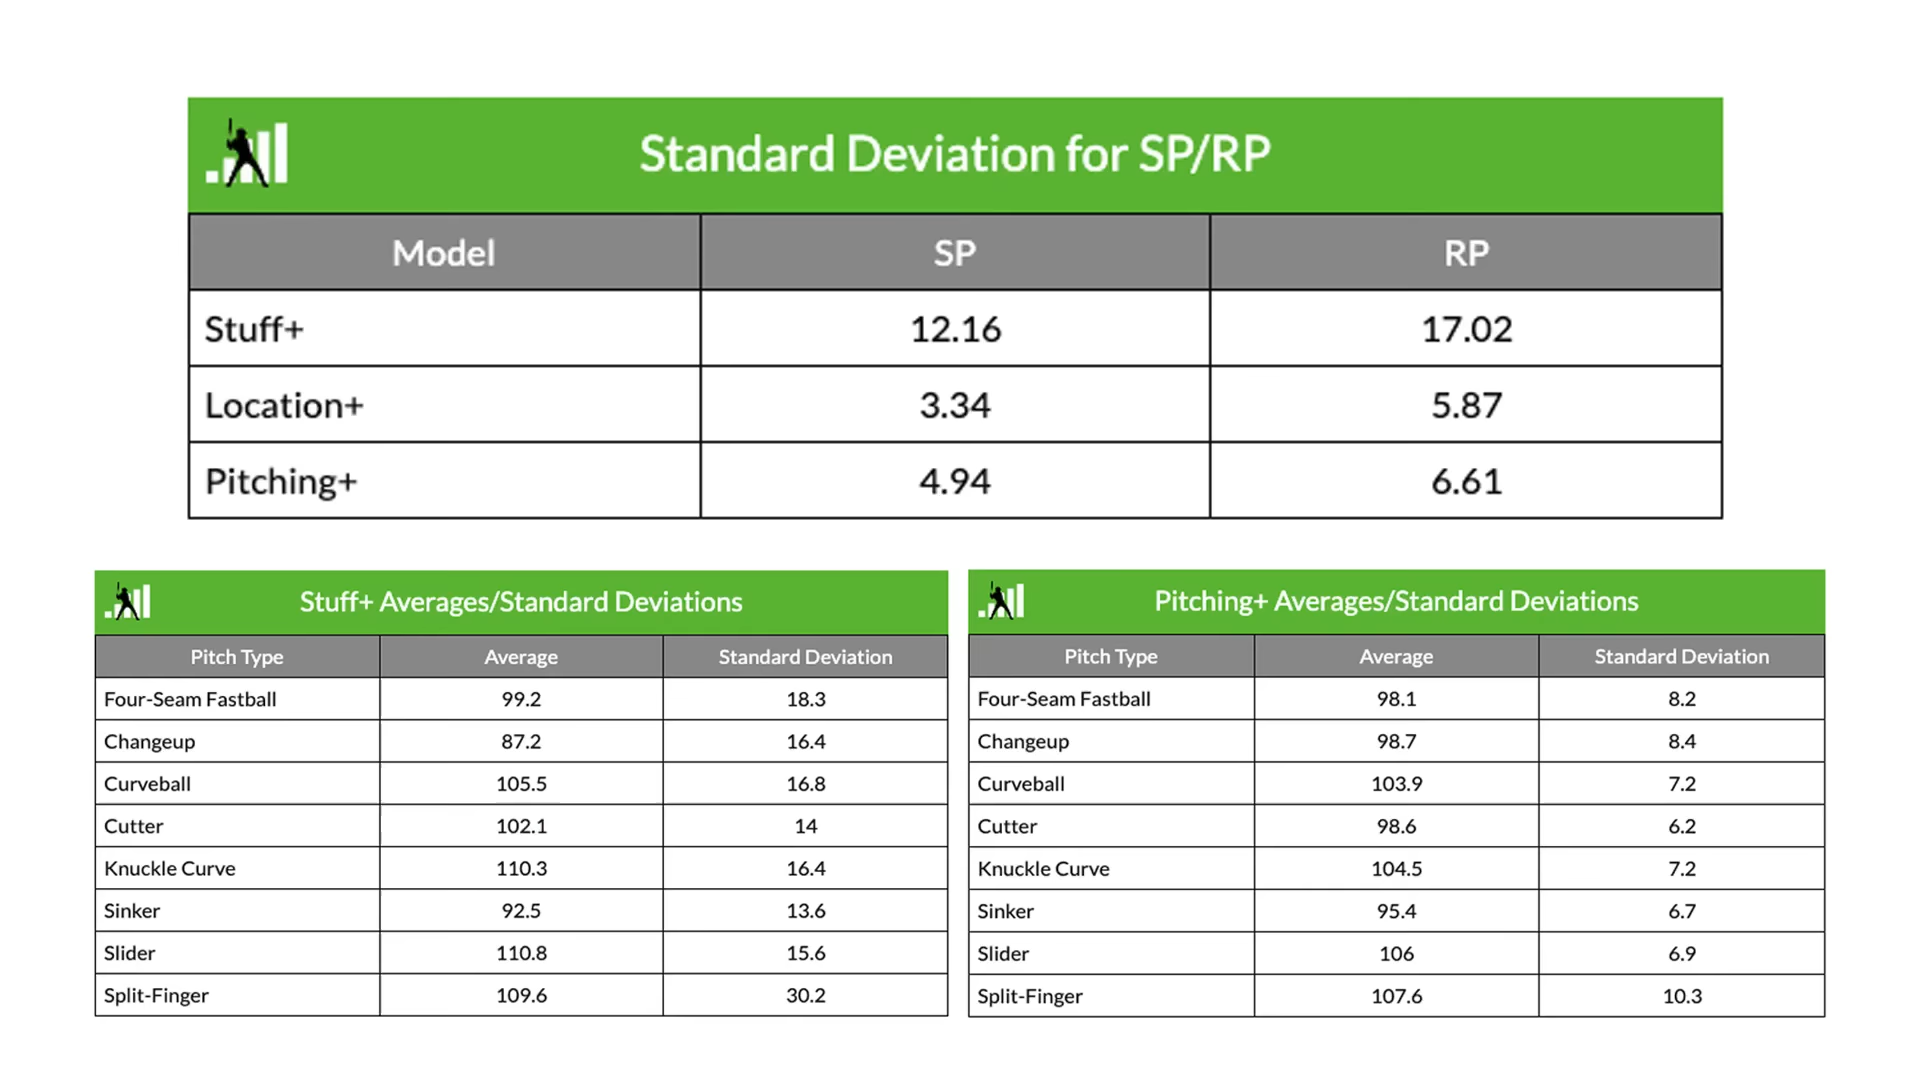 Standard Deviation for SP/RP
Model SP RP
Stuff+ 12.16 17.02
Location+ 3.34 5.87
Pitching+ 4.94 6.61
Stuff+ Averages/Standard Deviations
Pitch Type Average Standard Deviation
Four-Seam Fastball 99.2 18.3
Changeup 87.2 16.4
Curveball 105.5 16.8
Cutter 102.1 14
Knuckle Curve 110.3 16.4
Sinker 92.5 13.6
Slider 110.8 15.6
Split-Finger 109.6 30.2
Pitching+ Averages/Standard Deviations
Pitch Type Average Standard Deviation
Four-Seam Fastball 98.1 8.2
Changeup 98.7 8.4
Curveball 103.9 7.2
Cutter 98.6 6.2
Knuckle Curve 104.5 7.2
Sinker 95.4 6.7
Slider 106 6.9
Split-Finger 107.6 10.3